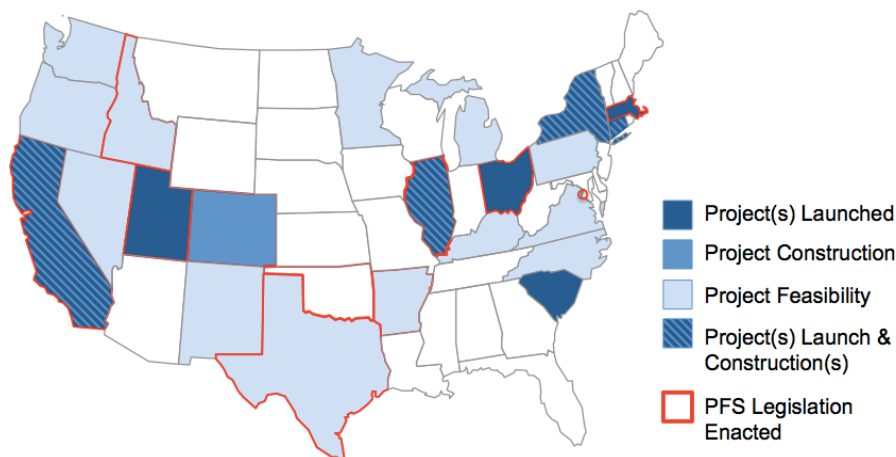 Project(s) Launched
Project Construction
Project Feasibility
Project(s) Launch &
Construction(s)
PFS Legislation
Enacted